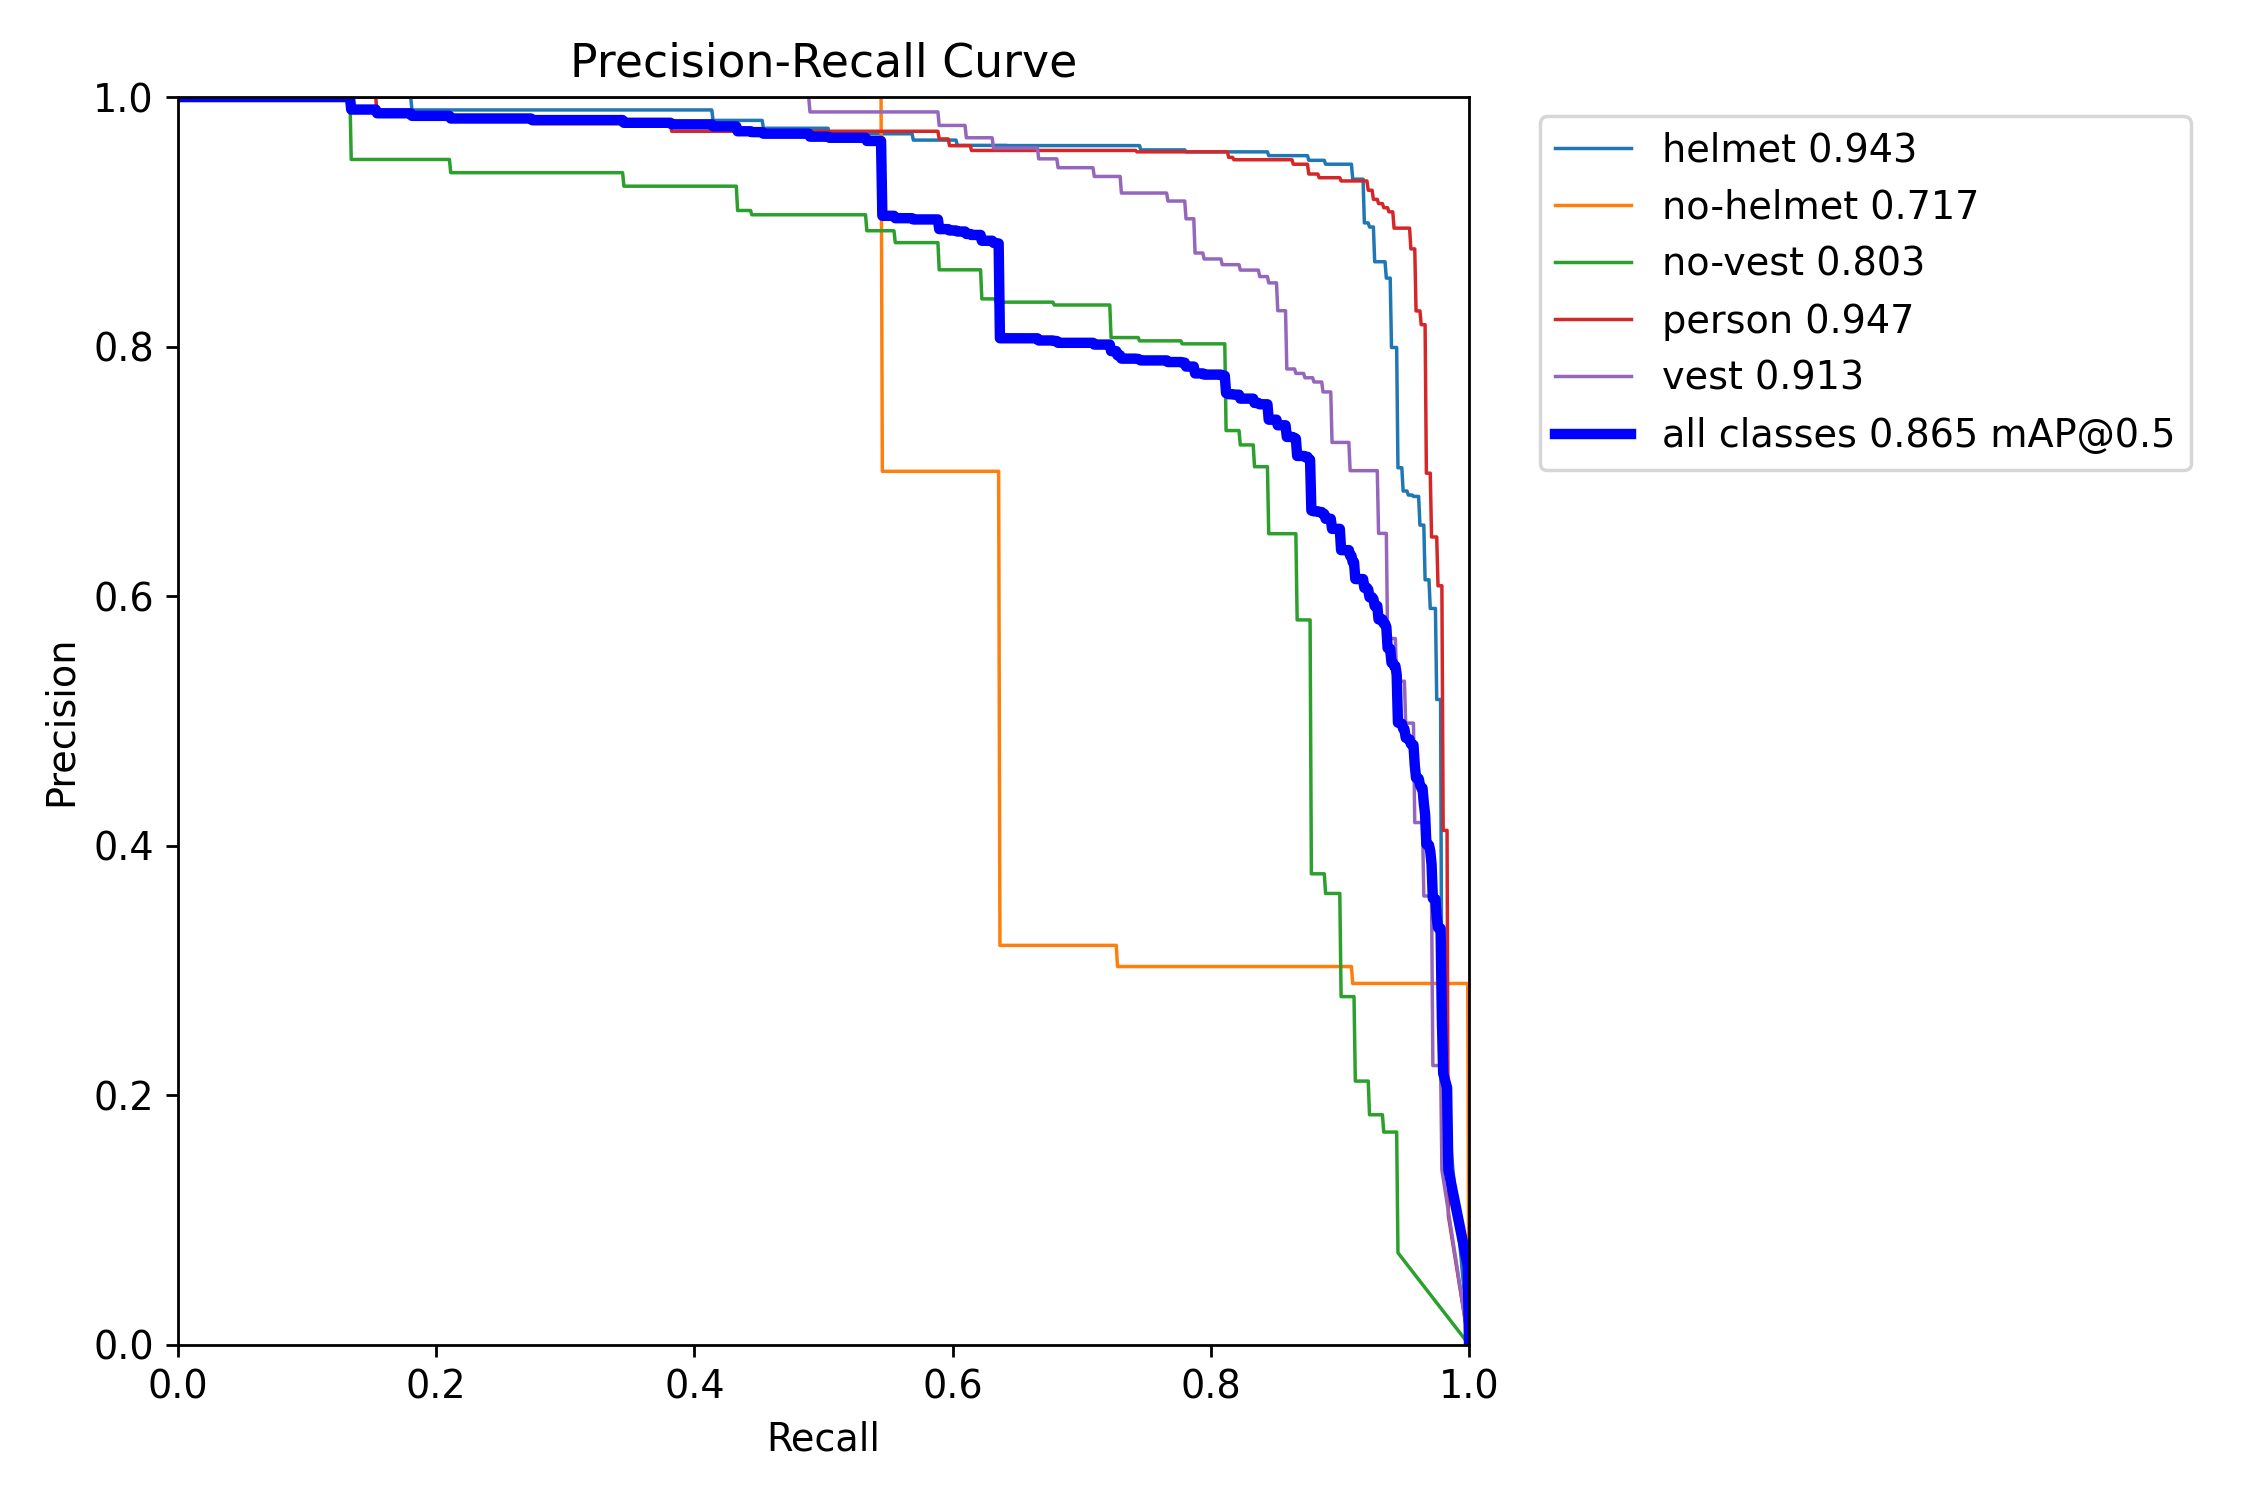 Precision-Recall Curve
1.0
0.8
0.6
0.4
0.2
0.0
Precision
0.0 0.2 0.4 0.6 0.8 1.0
Recall
helmet 0.943
no-helmet 0.717
no-vest 0.803
person 0.947
vest 0.913
all classes 0.865 mAP@0.5